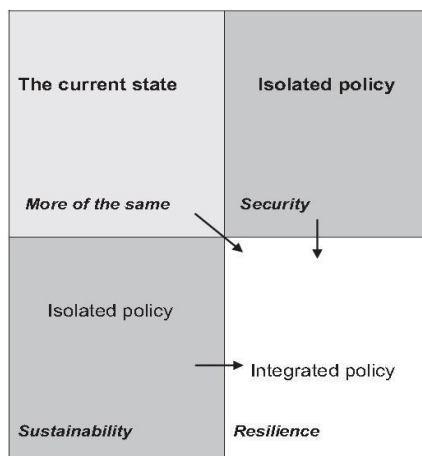 The current state
Isolated policy
More of the same
Security
Isolated policy
Integrated policy
Sustainability
Resilience